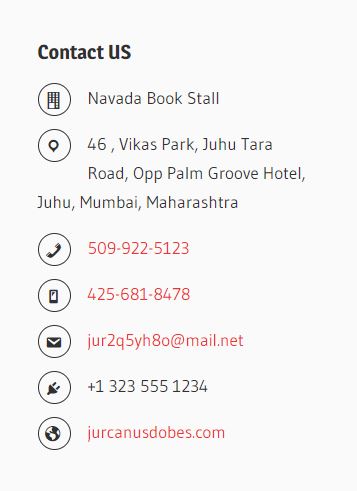 Contact US
Navada Book Stall
46 , Vikas Park, Juhu Tara
Road, Opp Palm Groove Hotel,
Juhu, Mumbai, Maharashtra
509-922-5123
425-681-8478
jur2q5yh8o@mail.net
+1 323 555 1234
jurcanusdobes.com